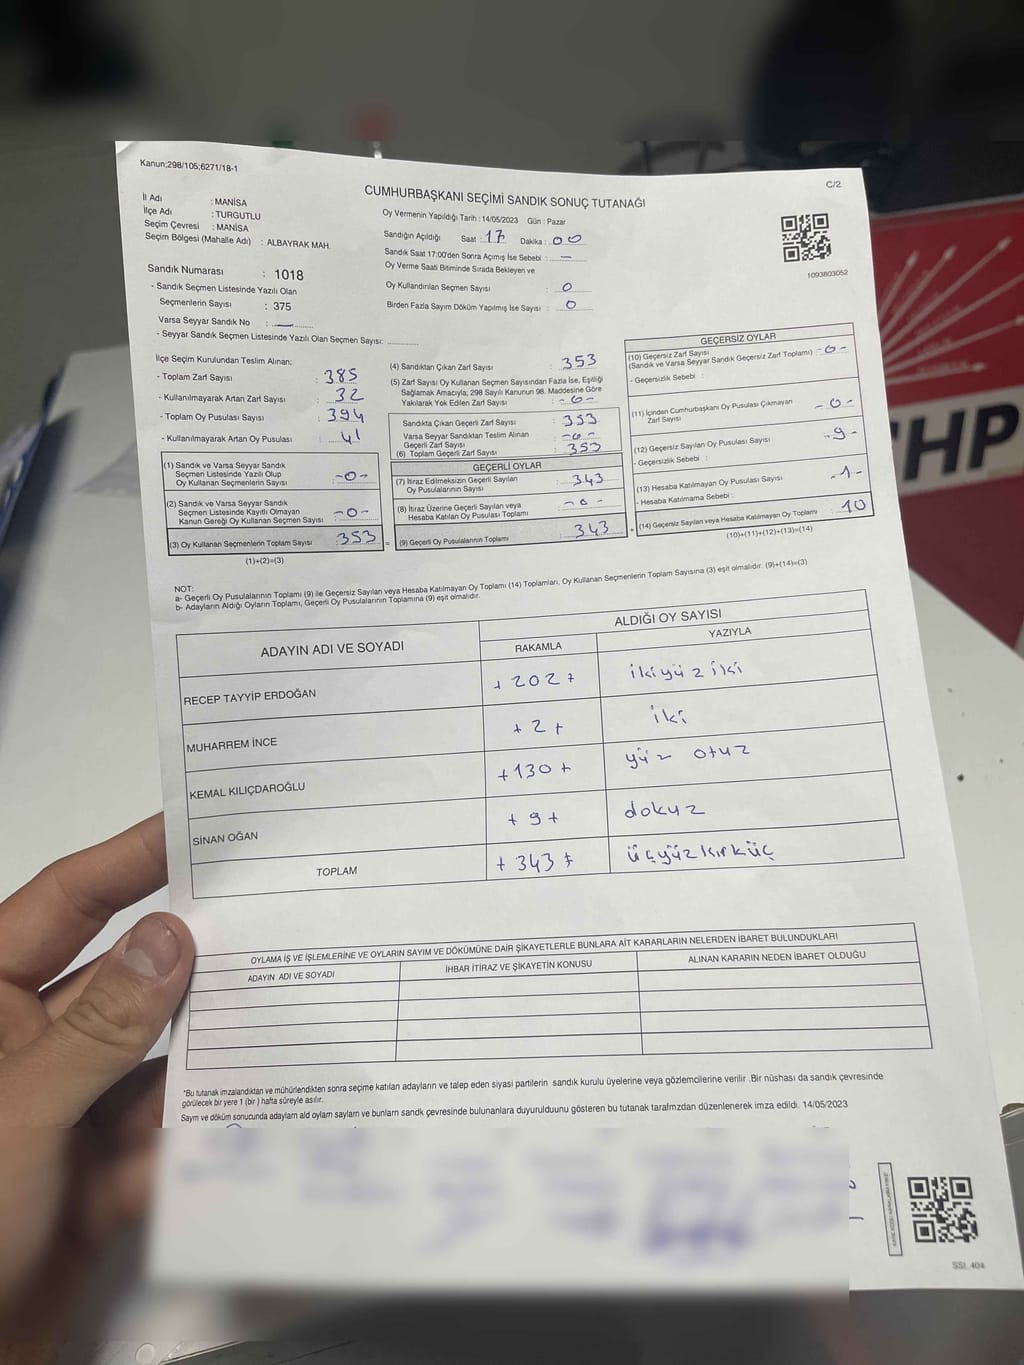 Kanun;298/105;6271/18-1
C/2
CUMHURBAŞKANI SEÇİMİ SANDIK SONUÇ TUTANAĞI
İl Adı : MANİSA
İlçe Adı : TURGUTLU
Seçim Çevresi : MANİSA
Seçim Bölgesi (Mahalle Adı) : ALBAYRAK MAH.
Sandık Numarası : 1018
- Sandık Seçmen Listesinde Yazılı Olan
Seçmenlerin Sayısı : 375
Varsa Seyyar Sandık No : —
- Seyyar Sandık Seçmen Listesinde Yazılı Olan Seçmen Sayısı:
Oy Vermenin Yapıldığı Tarih : 14/05/2023 Gün : Pazar
Sandığın Açıldığı Saat : 17 Dakika : 00
Sandık Saat 17:00'den Sonra Açımış İse Sebebi : —
Oy Verme Saati Bitiminde Sırada Bekleyen ve
Oy Kullandırılan Seçmen Sayısı : 0
Birden Fazla Sayım Döküm Yapılmış İse Sayısı : 0
1093803052
İlçe Seçim Kurulundan Teslim Alınan;
- Toplam Zarf Sayısı : 385
- Kullanılmayarak Artan Zarf Sayısı : 32
- Toplam Oy Pusulası Sayısı : 394
- Kullanılmayarak Artan Oy Pusulası : 41
(1) Sandık ve Varsa Seyyar Sandık
Seçmen Listesinde Yazılı Olup
Oy Kullanan Seçmenlerin Sayısı : -0-
(2) Sandık ve Varsa Seyyar Sandık
Seçmen Listesinde Kayıtlı Olmayan
Kanun Gereği Oy Kullanan Seçmen Sayısı : -0-
(3) Oy Kullanan Seçmenlerin Toplam Sayısı : 353 =
(1)+(2)=(3)
(4) Sandıktan Çıkan Zarf Sayısı : 353
(5) Zarf Sayısı Oy Kullanan Seçmen Sayısından Fazla İse, Eşitliği
Sağlamak Amacıyla; 298 Sayılı Kanunun 98. Maddesine Göre
Yakılarak Yok Edilen Zarf Sayısı : -0-
Sandıkta Çıkan Geçerli Zarf Sayısı : 353
Varsa Seyyar Sandıktan Teslim Alınan
Geçerli Zarf Sayısı : -0-
(6) Toplam Geçerli Zarf Sayısı : 353
GEÇERLİ OYLAR
(7) İtiraz Edilmeksizin Geçerli Sayılan
Oy Pusulalarının Sayısı : 343
(8) İtiraz Üzerine Geçerli Sayılan veya
Hesaba Katılan Oy Pusulası Toplamı : -0-
(9) Geçerli Oy Pusulalarının Toplamı : 343 +
GEÇERSİZ OYLAR
(10) Geçersiz Zarf Sayısı
(Sandık ve Varsa Seyyar Sandık Geçersiz Zarf Toplamı) : -0-
- Geçersizlik Sebebi :
(11) İçinden Cumhurbaşkanı Oy Pusulası Çıkmayan
Zarf Sayısı : -0-
(12) Geçersiz Sayılan Oy Pusulası Sayısı : -9-
- Geçersizlik Sebebi :
(13) Hesaba Katılmayan Oy Pusulası Sayısı : -1-
- Hesaba Katılmama Sebebi :
(14) Geçersiz Sayılan veya Hesaba Katılmayan Oy Toplamı : 10
(10)+(11)+(12)+(13)=(14)
NOT:
a- Geçerli Oy Pusulalarının Toplamı (9) ile Geçersiz Sayılan veya Hesaba Katılmayan Oy Toplamı (14) Toplamları, Oy Kullanan Seçmenlerin Toplam Sayısına (3) eşit olmalıdır. (9)+(14)=(3)
b- Adayların Aldığı Oyların Toplamı, Geçerli Oy Pusulalarının Toplamına (9) eşit olmalıdır.
ADAYIN ADI VE SOYADI
ALDIĞI OY SAYISI
RAKAMLA YAZIYLA
RECEP TAYYİP ERDOĞAN +202+ ikiyüz iki
MUHARREM İNCE +2+ iki
KEMAL KILIÇDAROĞLU +130+ yüz otuz
SİNAN OĞAN +9+ dokuz
TOPLAM +343+ üçyüzkırküç
OYLAMA İŞ VE İŞLEMLERİNE VE OYLARIN SAYIM VE DÖKÜMÜNE DAİR ŞİKAYETLERLE BUNLARA AİT KARARLARIN NELERDEN İBARET BULUNDUKLARI
ADAYIN ADI VE SOYADI İHBAR İTİRAZ VE ŞİKAYETİN KONUSU ALINAN KARARIN NEDEN İBARET OLDUĞU
*Bu tutanak imzalandıktan ve mühürlendikten sonra seçime katılan adayların ve talep eden siyasi partilerin sandık kurulu üyelerine veya gözlemcilerine verilir .Bir nüshası da sandık çevresinde
görülecek bir yere 1 (bir ) hafta süreyle asılır.
Sayım ve döküm sonucunda adaylarn ald oylarn saylarn ve bunlarn sandk çevresinde bulunanlara duyurulduunu gösteren bu tutanak tarafmzdan düzenlenerek imza edildi. 14/05/2023
SSI, 404
HP